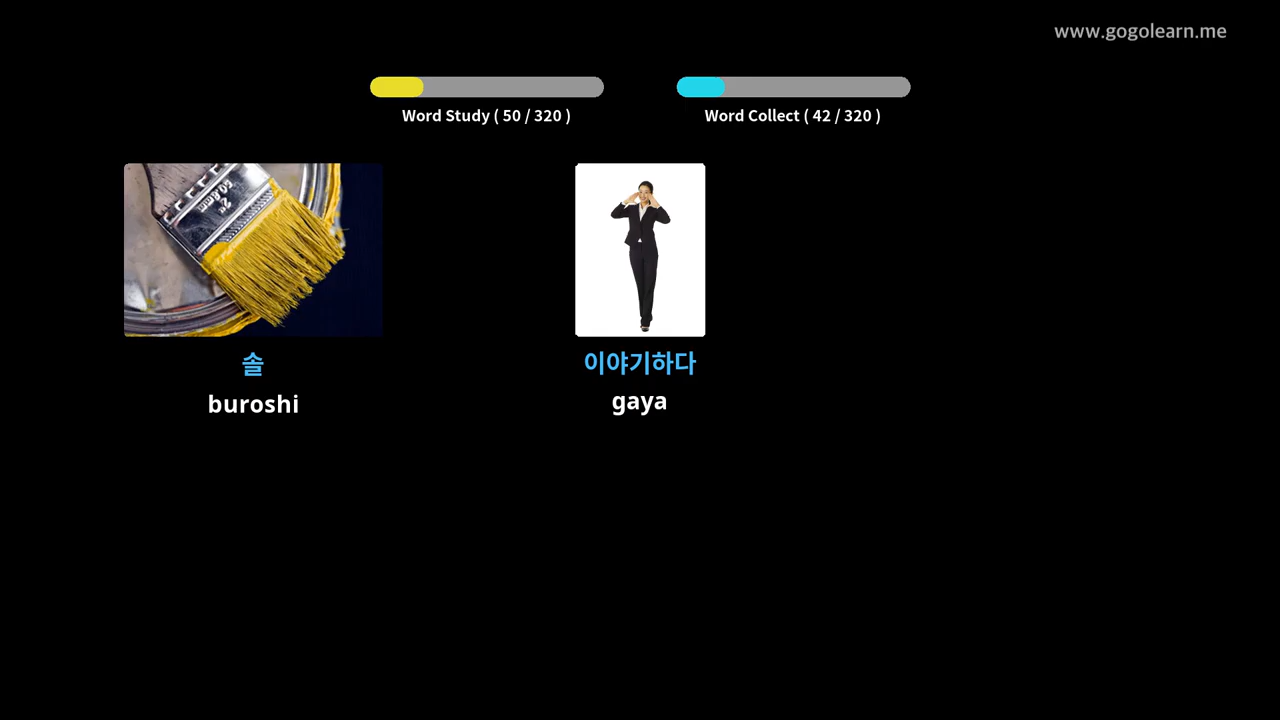 www.gogolearn.me
Word Study ( 50 / 320 )
Word Collect ( 42 / 320 )
솔
이야기하다
buroshi
gaya